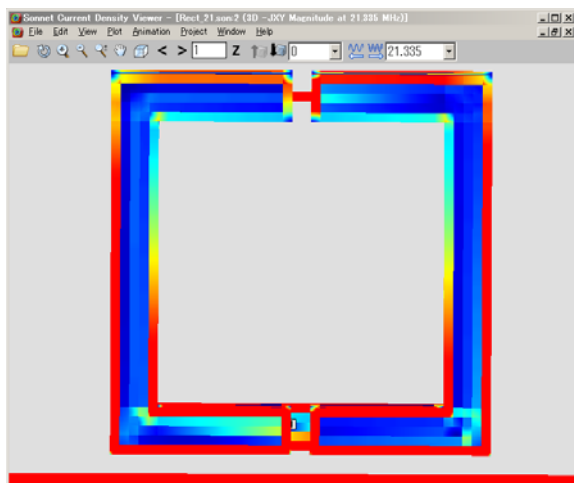 Sonnet Current Density Viewer - [Rect_21.son:2 (3D -JXY Magnitude at 21.335 MHz)]
File Edit View Plot Animation Project Window Help
1 Z 0 21.335